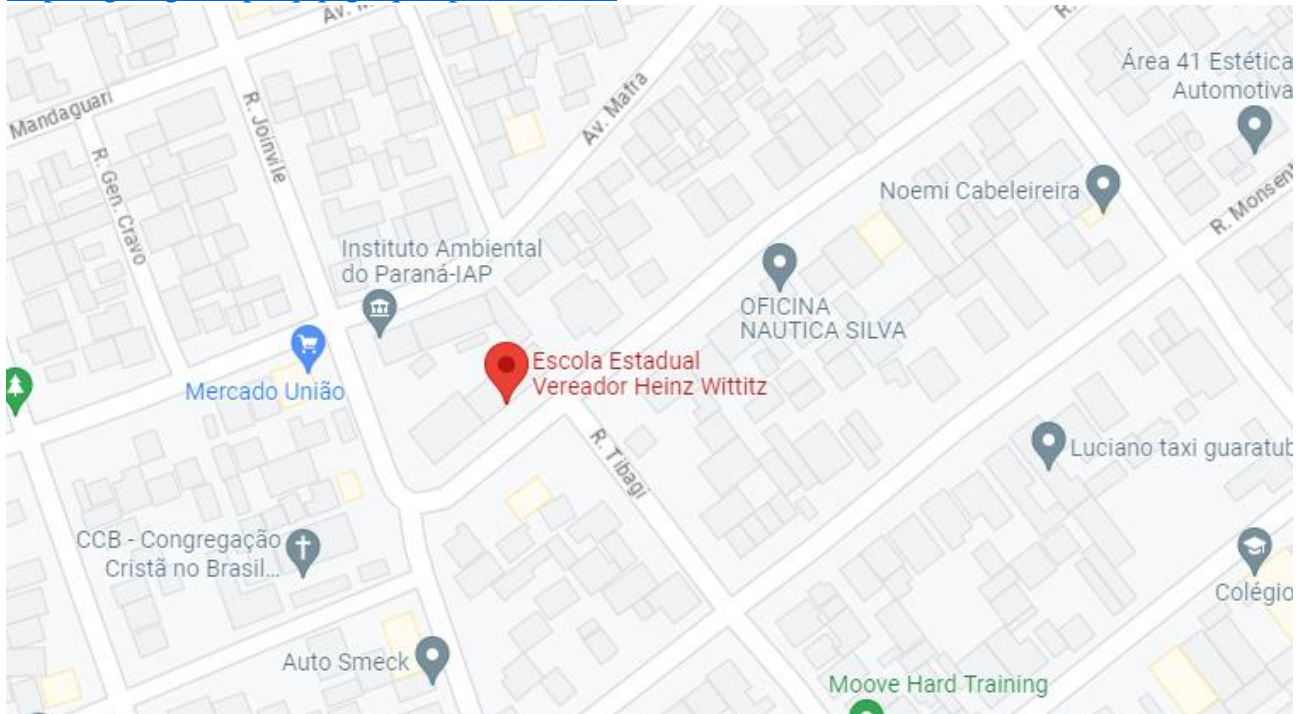 Mandaguari
R. Joinvile
R. Gen. Cravo
Av. Mafra
Área 41 Estética
Automotiva
Noemi Cabeleireira
Instituto Ambiental
do Paraná-IAP
OFICINA
NAUTICA SILVA
Escola Estadual
Vereador Heinz Wittitz
Mercado União
R. Tibagi
Luciano taxi guaratub
CCB - Congregação
Cristã no Brasil...
Colégio
Auto Smeck
Moove Hard Training